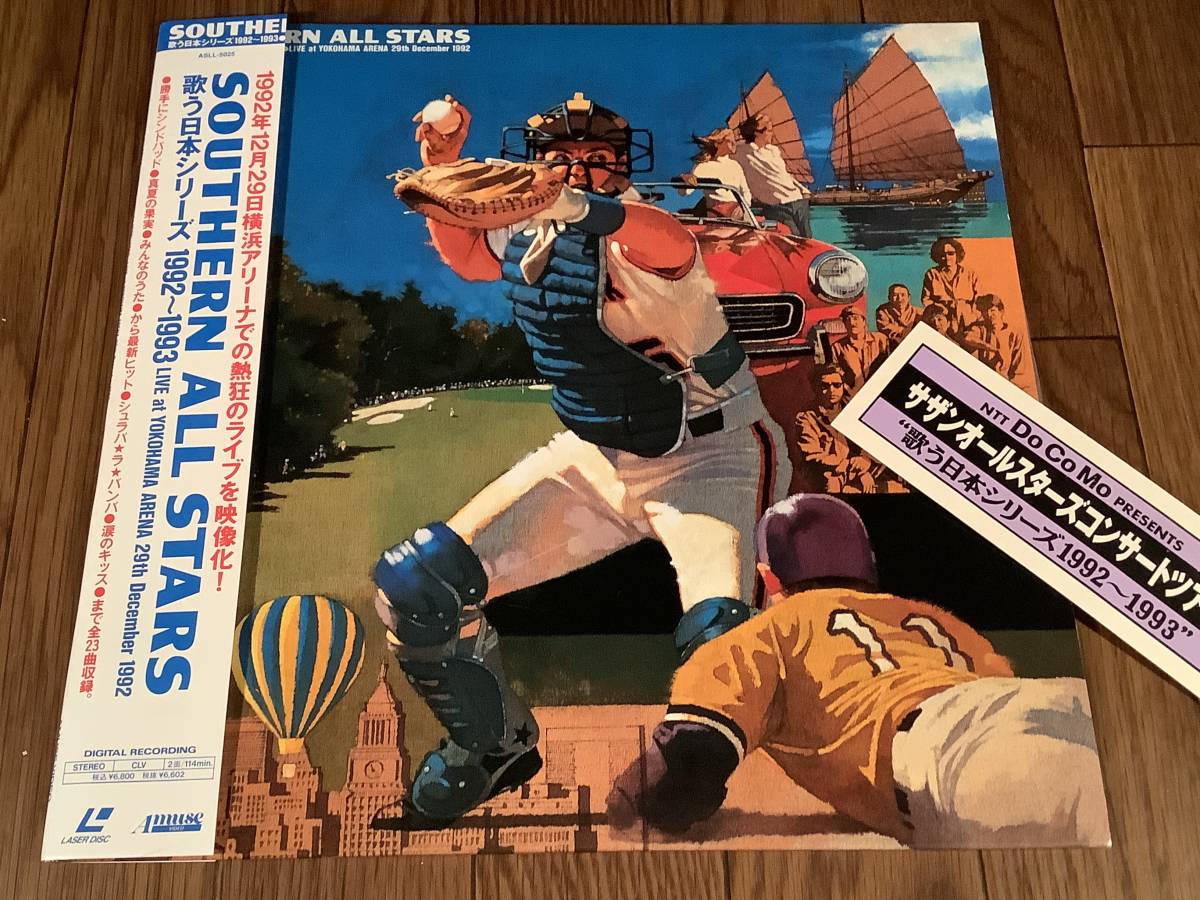 SOUTHE
歌う日本シリーズ1992〜1993
ASLL-5025
RN ALL STARS
LIVE at YOKOHAMA ARENA 29th December 1992
1992年12月29日横浜アリーナでの熱狂のライブを映像化!
SOUTHERN ALL STARS
歌う日本シリーズ 1992〜1993 LIVE at YOKOHAMA ARENA 29th December 1992
●勝手にシンドバッド●真夏の果実●みんなのうた●から最新ヒット●シュラバ★ラ★バンバ●涙のキッス●まで全23曲収録。
DIGITAL RECORDING
STEREO CLV 2面/114min.
税込¥6,800 税抜¥6,602
LASER DISC
Amuse
VIDEO
11
NTT DoCoMo PRESENTS
サザンオールスターズコンサートツア
"歌う日本シリーズ1992〜1993"